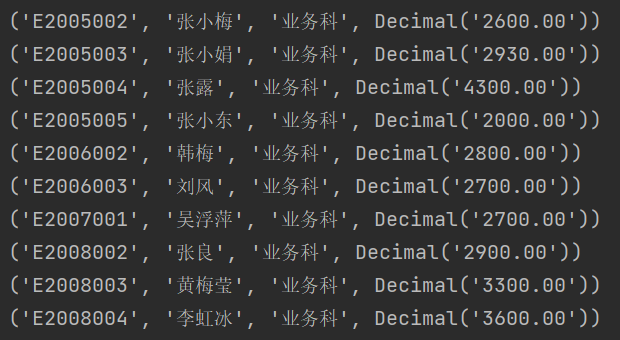 ('E2005002', '张小梅', '业务科', Decimal('2600.00'))
('E2005003', '张小娟', '业务科', Decimal('2930.00'))
('E2005004', '张露', '业务科', Decimal('4300.00'))
('E2005005', '张小东', '业务科', Decimal('2000.00'))
('E2006002', '韩梅', '业务科', Decimal('2800.00'))
('E2006003', '刘风', '业务科', Decimal('2700.00'))
('E2007001', '吴浮萍', '业务科', Decimal('2700.00'))
('E2008002', '张良', '业务科', Decimal('2900.00'))
('E2008003', '黄梅莹', '业务科', Decimal('3300.00'))
('E2008004', '李虹冰', '业务科', Decimal('3600.00'))